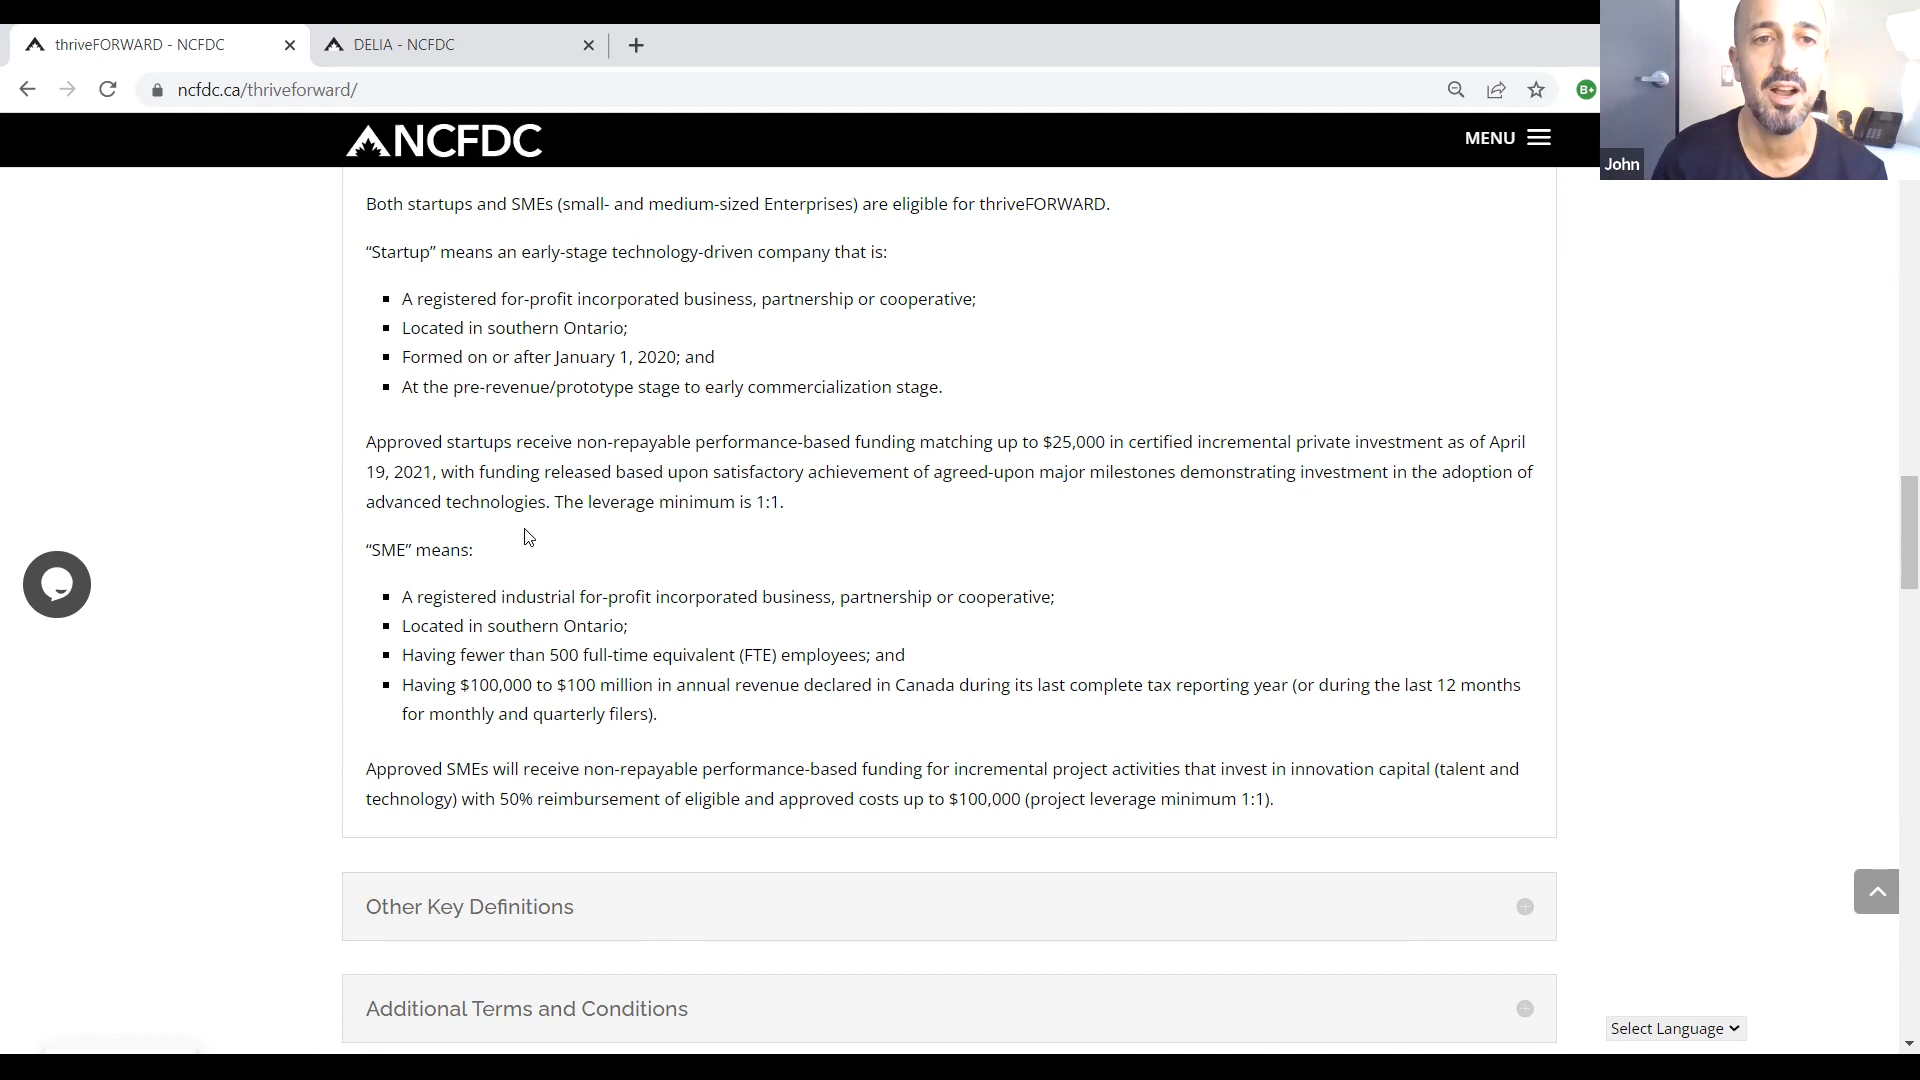 thriveFORWARD - NCFDC
DELIA - NCFDC
ncfdc.ca/thriveforward/
B+
NCFDC
MENU
John
Both startups and SMEs (small- and medium-sized Enterprises) are eligible for thriveFORWARD.
“Startup” means an early-stage technology-driven company that is:
A registered for-profit incorporated business, partnership or cooperative;
Located in southern Ontario;
Formed on or after January 1, 2020; and
At the pre-revenue/prototype stage to early commercialization stage.
Approved startups receive non-repayable performance-based funding matching up to $25,000 in certified incremental private investment as of April
19, 2021, with funding released based upon satisfactory achievement of agreed-upon major milestones demonstrating investment in the adoption of
advanced technologies. The leverage minimum is 1:1.
“SME” means:
A registered industrial for-profit incorporated business, partnership or cooperative;
Located in southern Ontario;
Having fewer than 500 full-time equivalent (FTE) employees; and
Having $100,000 to $100 million in annual revenue declared in Canada during its last complete tax reporting year (or during the last 12 months
for monthly and quarterly filers).
Approved SMEs will receive non-repayable performance-based funding for incremental project activities that invest in innovation capital (talent and
technology) with 50% reimbursement of eligible and approved costs up to $100,000 (project leverage minimum 1:1).
Other Key Definitions
Additional Terms and Conditions
Select Language